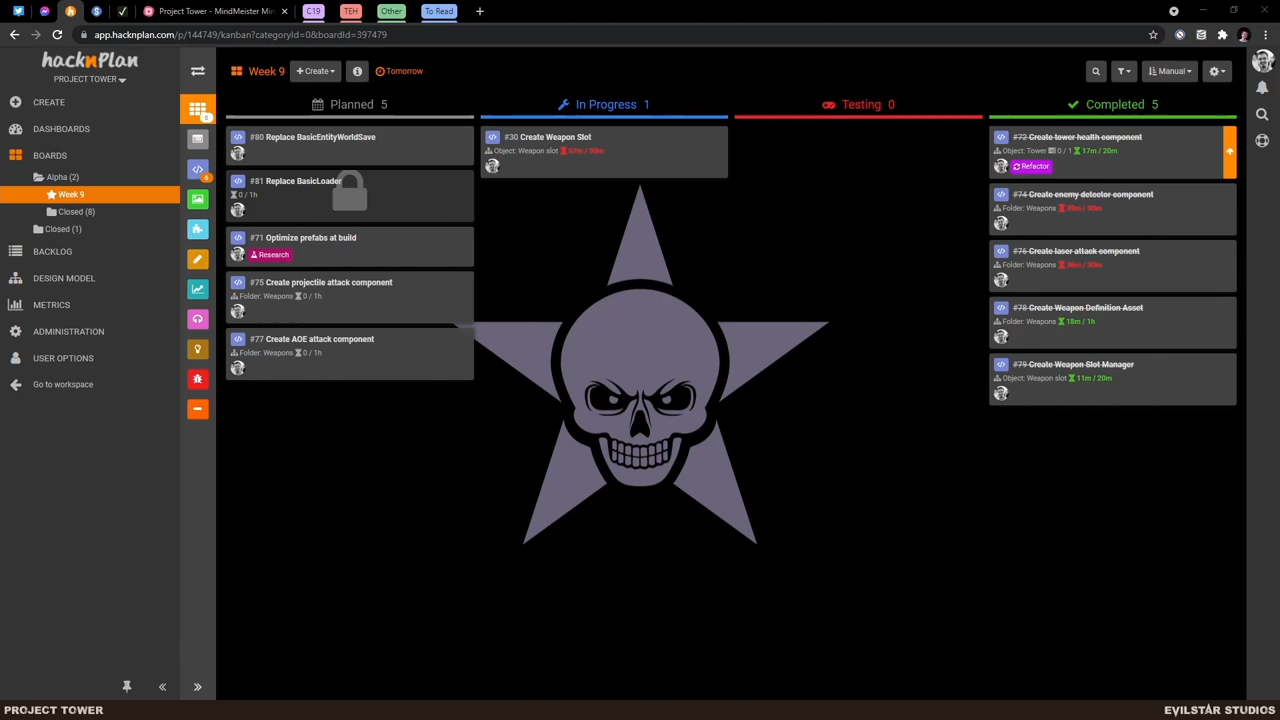 Project Tower - MindMeister Min
C19
TEH
Other
To Read
app.hacknplan.com/p/144749/kanban?categoryId=0&boardId=397479
hacknPlan
PROJECT TOWER
CREATE
DASHBOARDS
BOARDS
Alpha (2)
Week 9
Closed (8)
Closed (1)
BACKLOG
DESIGN MODEL
METRICS
ADMINISTRATION
USER OPTIONS
Go to workspace
6
6
Week 9
+ Create
Tomorrow
Manual
Planned 5
#80 Replace BasicEntityWorldSave
#81 Replace BasicLoader
0 / 1h
#71 Optimize prefabs at build
Research
#75 Create projectile attack component
Folder: Weapons 0 / 1h
#77 Create AOE attack component
Folder: Weapons 0 / 1h
In Progress 1
#30 Create Weapon Slot
Object: Weapon slot 57m / 30m
Testing 0
Completed 5
#72 Create tower health component
Object: Tower 0 / 1 17m / 20m
Refactor
#74 Create enemy detector component
Folder: Weapons
#76 Create laser attack component
Folder: Weapons 36m / 30m
#78 Create Weapon Definition Asset
Folder: Weapons 18m / 1h
#79 Create Weapon Slot Manager
Object: Weapon slot 11m / 20m
PROJECT TOWER
EVILSTAR STUDIOS